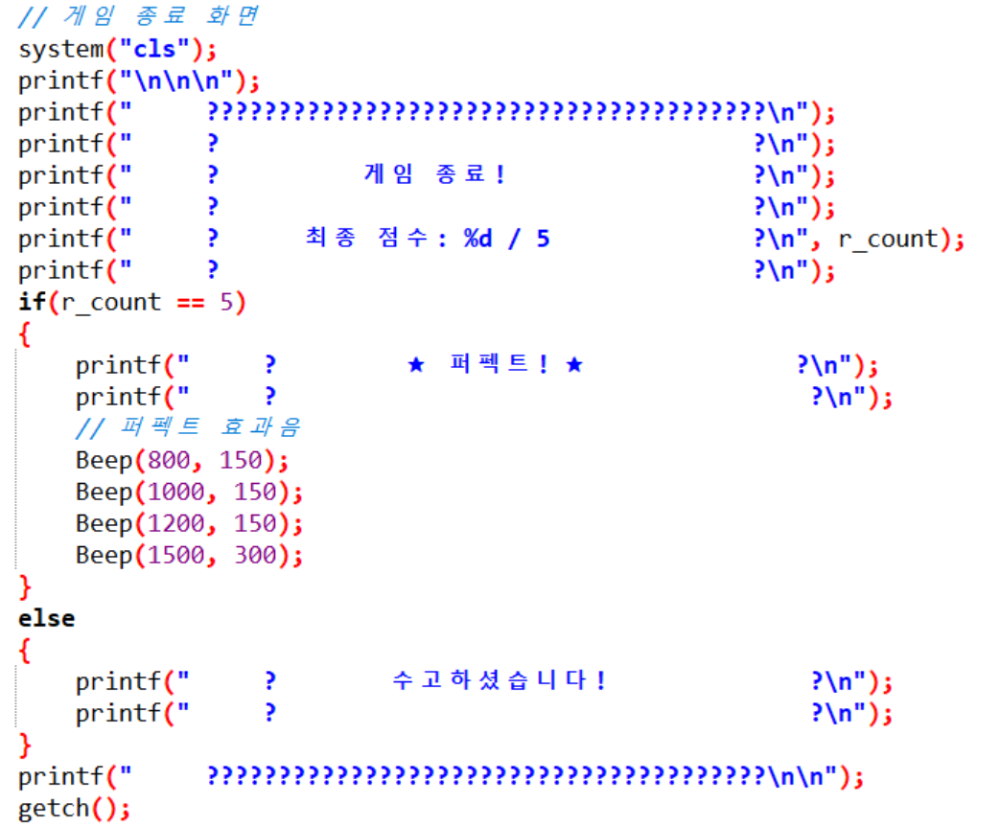 // 게임 종료 화면
system("cls");
printf("\n\n\n");
printf("     ???????????????????????????????????????\n");
printf("     ?                                     ?\n");
printf("     ?          게임 종료!                 ?\n");
printf("     ?                                     ?\n");
printf("     ?      최종 점수: %d / 5              ?\n", r_count);
printf("     ?                                     ?\n");
if(r_count == 5)
{
    printf("     ?         ★ 퍼펙트! ★               ?\n");
    printf("     ?                                     ?\n");
    // 퍼펙트 효과음
    Beep(800, 150);
    Beep(1000, 150);
    Beep(1200, 150);
    Beep(1500, 300);
}
else
{
    printf("     ?        수고하셨습니다!              ?\n");
    printf("     ?                                     ?\n");
}
printf("     ???????????????????????????????????????\n\n");
getch();